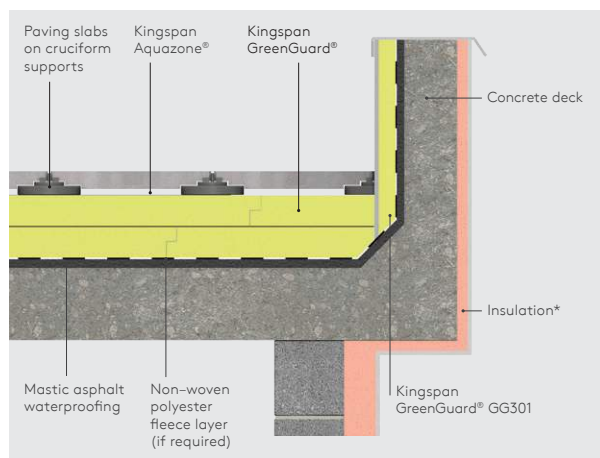 Paving slabs
on cruciform
supports
Kingspan
Aquazone®
Kingspan
GreenGuard®
Concrete deck
Insulation*
Mastic asphalt
waterproofing
Non–woven
polyester
fleece layer
(if required)
Kingspan
GreenGuard® GG301